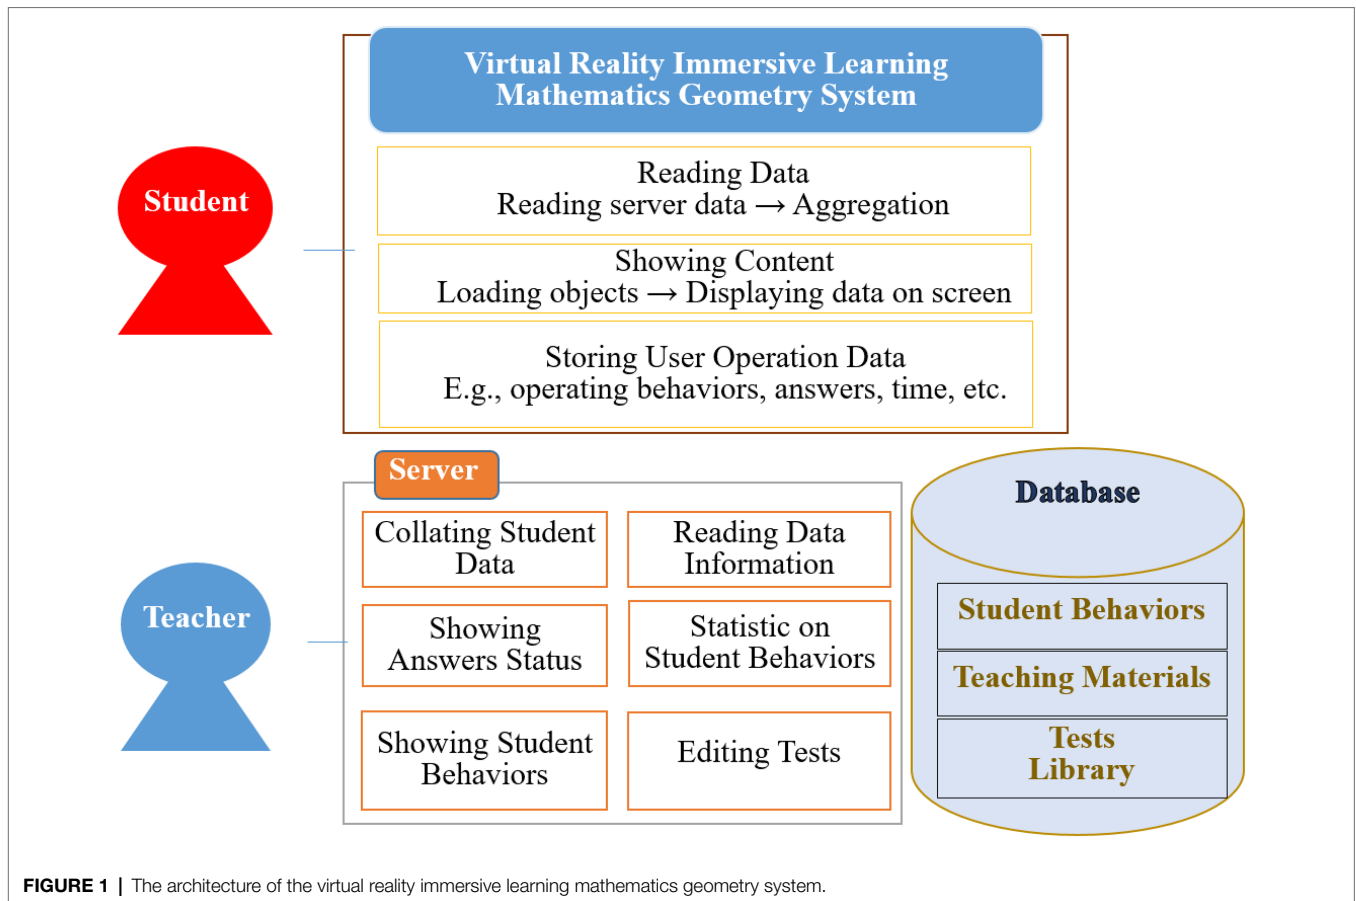 Virtual Reality Immersive Learning
Mathematics Geometry System
Student
Reading Data
Reading server data → Aggregation
Showing Content
Loading objects → Displaying data on screen
Storing User Operation Data
E.g., operating behaviors, answers, time, etc.
Server
Teacher
Collating Student
Data
Reading Data
Information
Showing
Answers Status
Statistic on
Student Behaviors
Showing Student
Behaviors
Editing Tests
Database
Student Behaviors
Teaching Materials
Tests
Library
FIGURE 1 | The architecture of the virtual reality immersive learning mathematics geometry system.